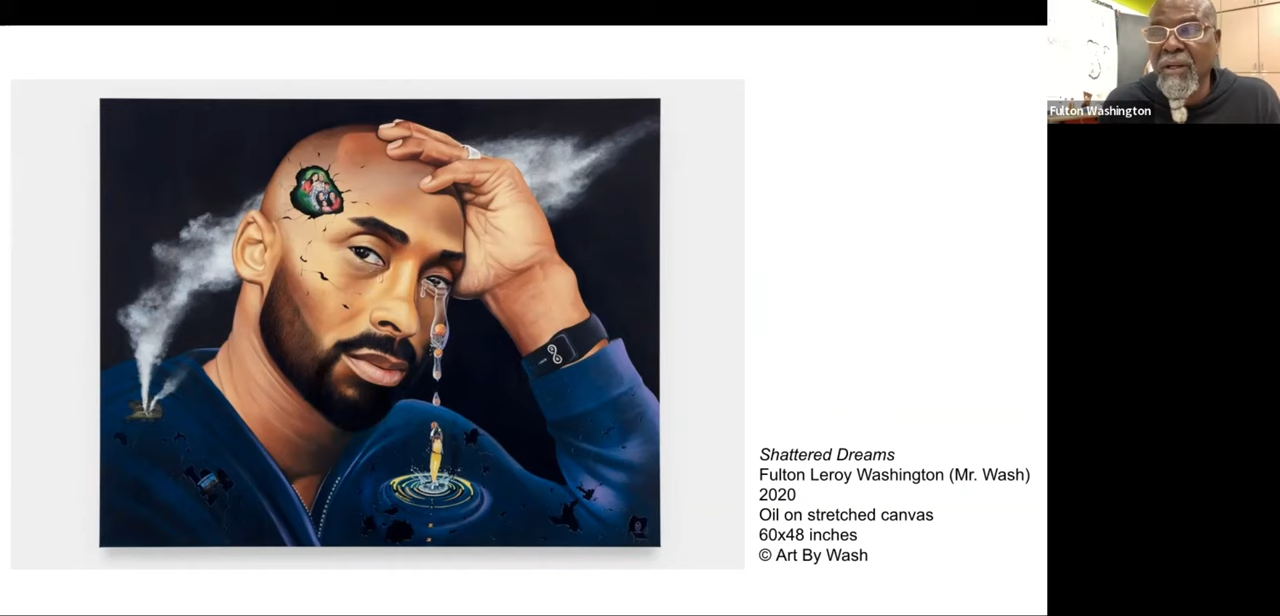 Fulton Washington
Shattered Dreams
Fulton Leroy Washington (Mr. Wash)
2020
Oil on stretched canvas
60x48 inches
© Art By Wash